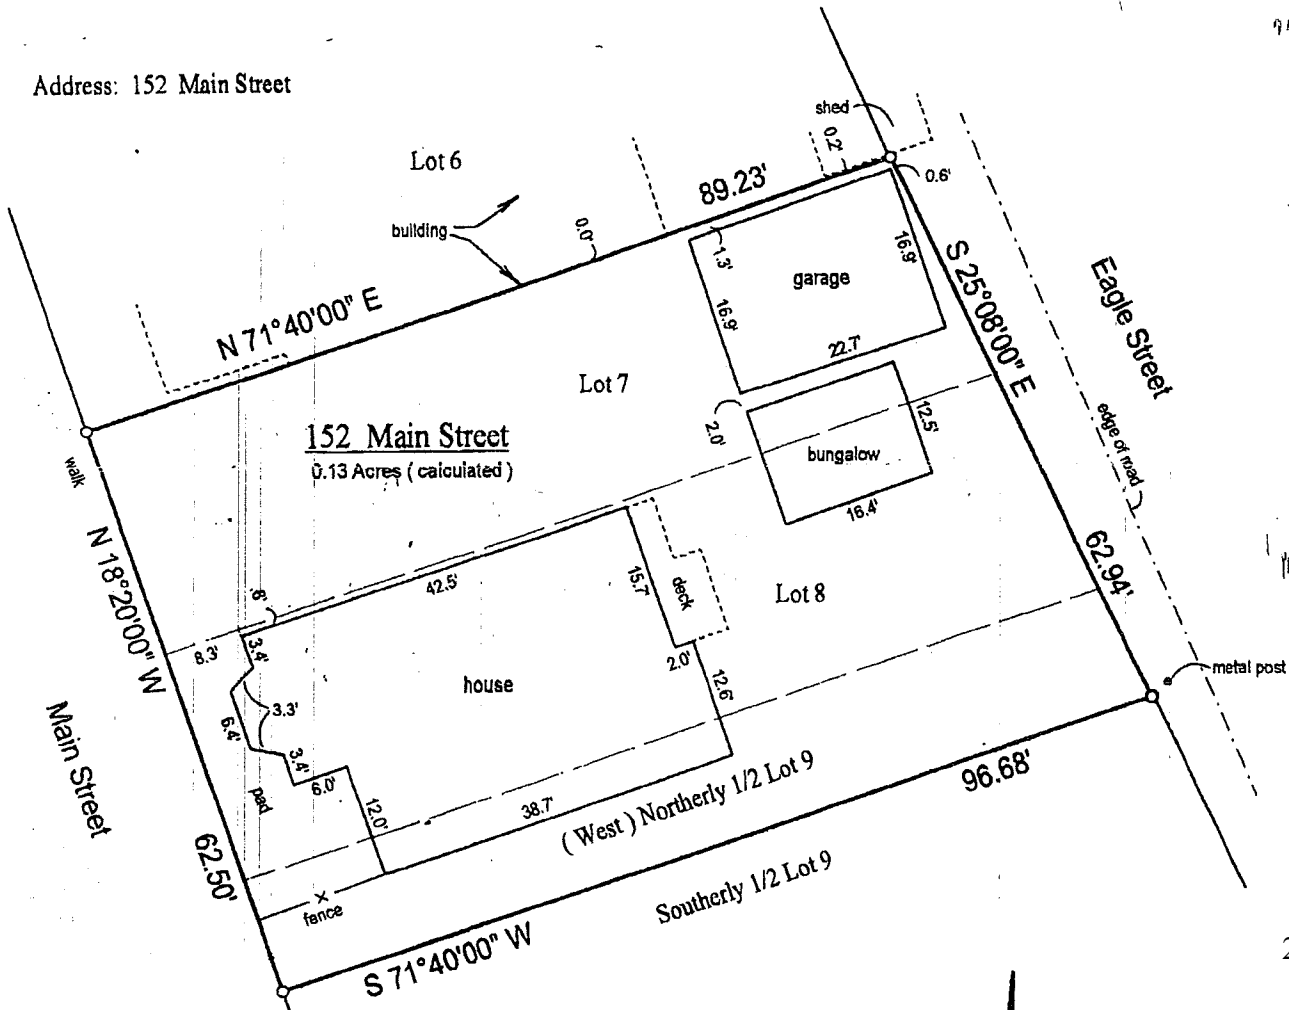 Address: 152 Main Street
shed
0.2'
Lot 6
89.23'
0.6'
building
0.0'
1.3'
16.9'
garage
S 25°08'00" E
Eagle Street
N 71°40'00" E
16.9'
22.7'
Lot 7
152 Main Street
0.13 Acres ( calculated )
2.0'
12.5'
bungalow
edge of road
walk
16.4'
N 18°20'00" W
42.5'
15.7'
deck
62.94'
.8'
Lot 8
8.3'
3.4'
2.0'
house
12.6'
metal post
3.3'
6.4'
Main Street
3.4'
6.0'
pad
12.0'
38.7'
( West ) Northerly 1/2 Lot 9
96.68'
62.50'
fence
Southerly 1/2 Lot 9
S 71°40'00" W